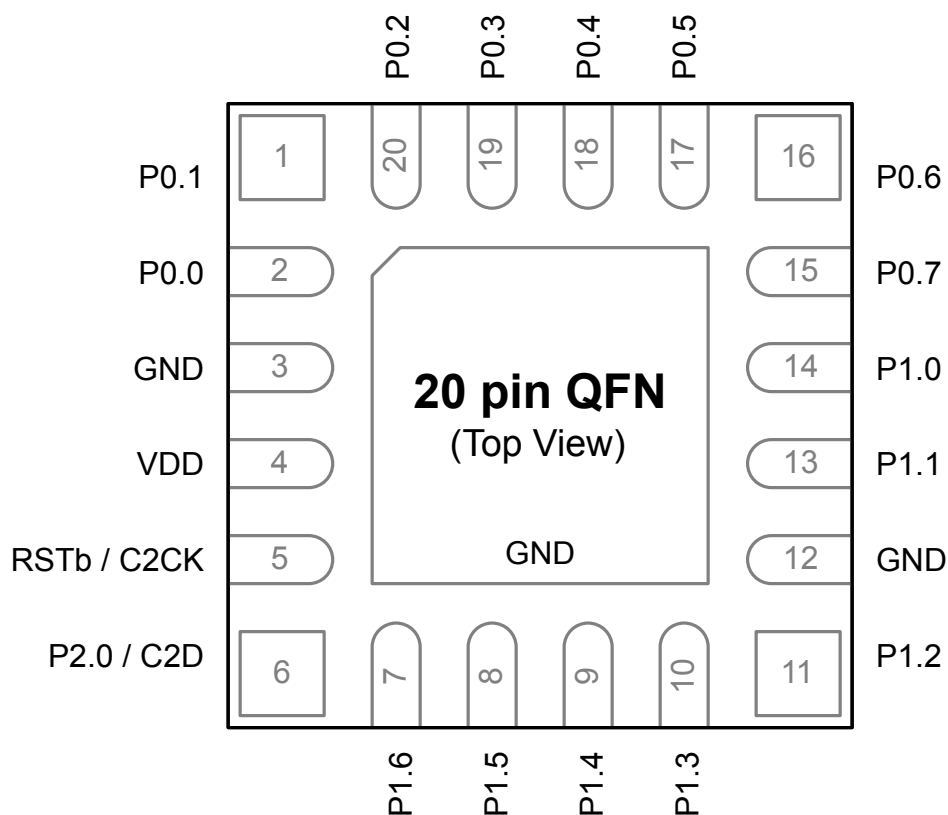 P0.2
P0.3
P0.4
P0.5
20
19
18
17
P0.1
1
16
P0.6
P0.0
2
15
P0.7
GND
3
14
P1.0
VDD
4
13
P1.1
RSTb / C2CK
5
12
GND
P2.0 / C2D
6
11
P1.2
20 pin QFN
(Top View)
GND
7
8
9
10
P1.6
P1.5
P1.4
P1.3